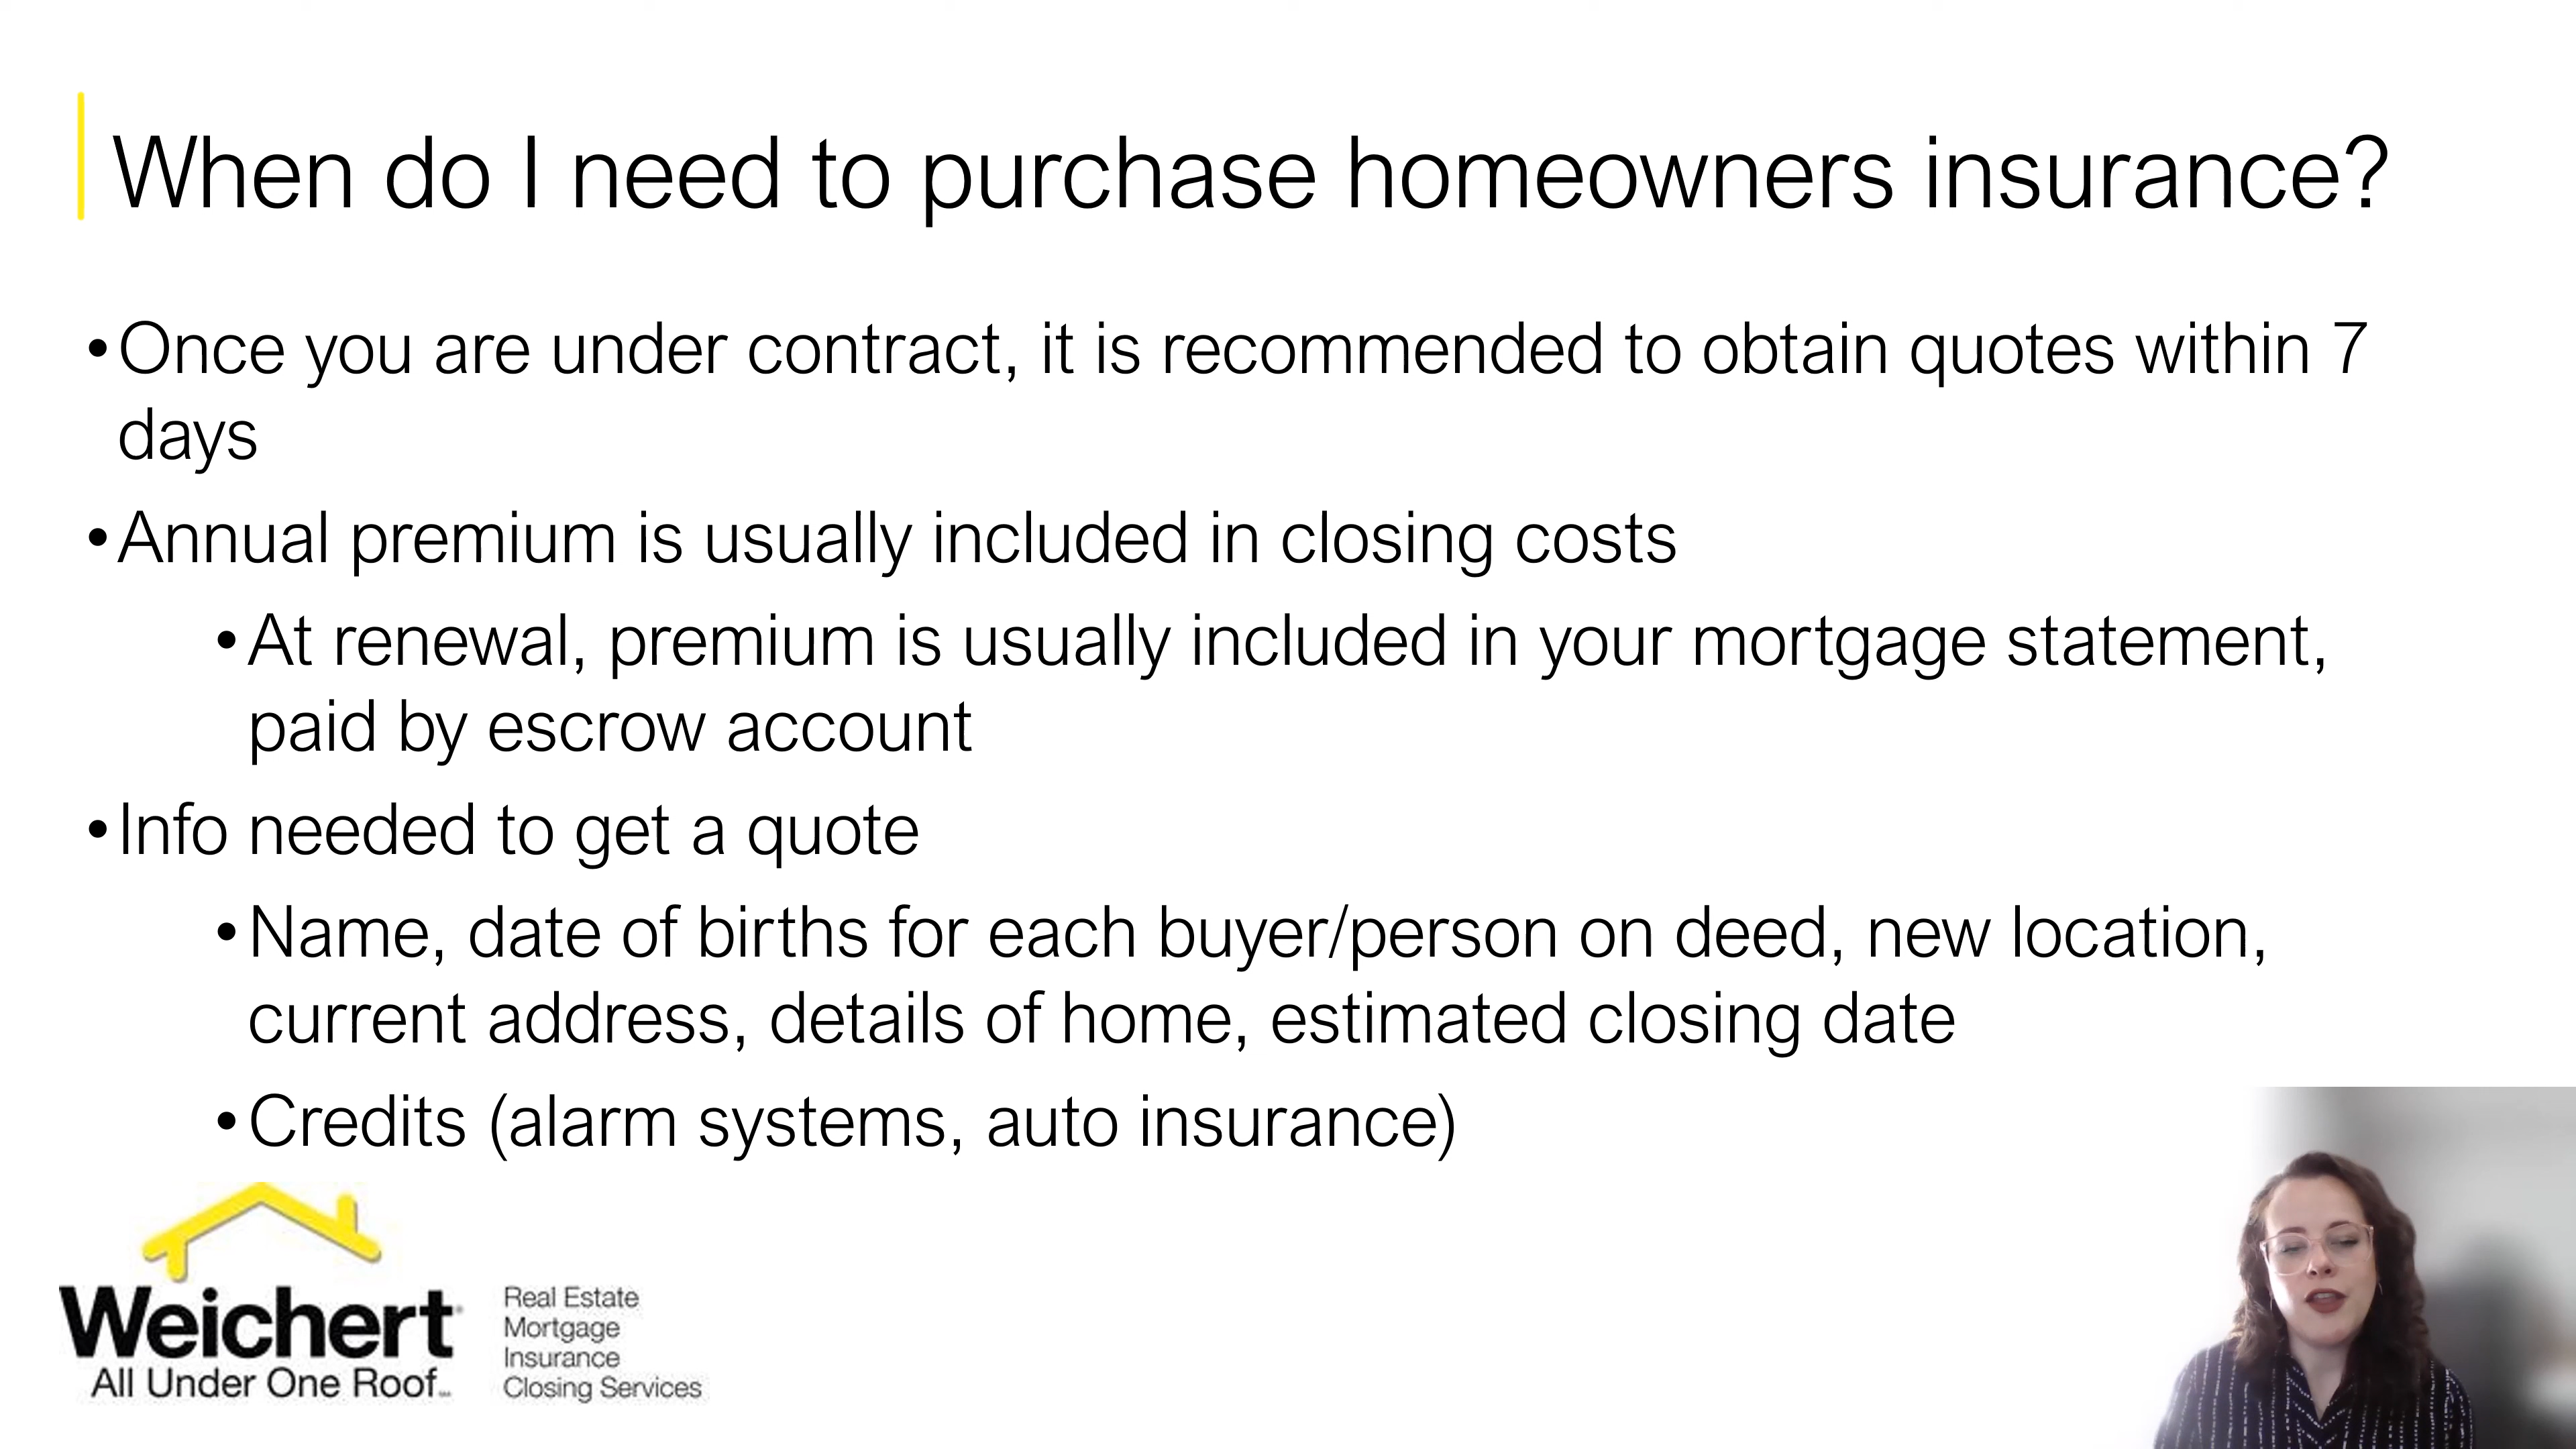 When do I need to purchase homeowners insurance?
•Once you are under contract, it is recommended to obtain quotes within 7
days
•Annual premium is usually included in closing costs
•At renewal, premium is usually included in your mortgage statement,
paid by escrow account
•Info needed to get a quote
•Name, date of births for each buyer/person on deed, new location,
current address, details of home, estimated closing date
•Credits (alarm systems, auto insurance)
Weichert
All Under One Roof
Real Estate
Mortgage
Insurance
Closing Services